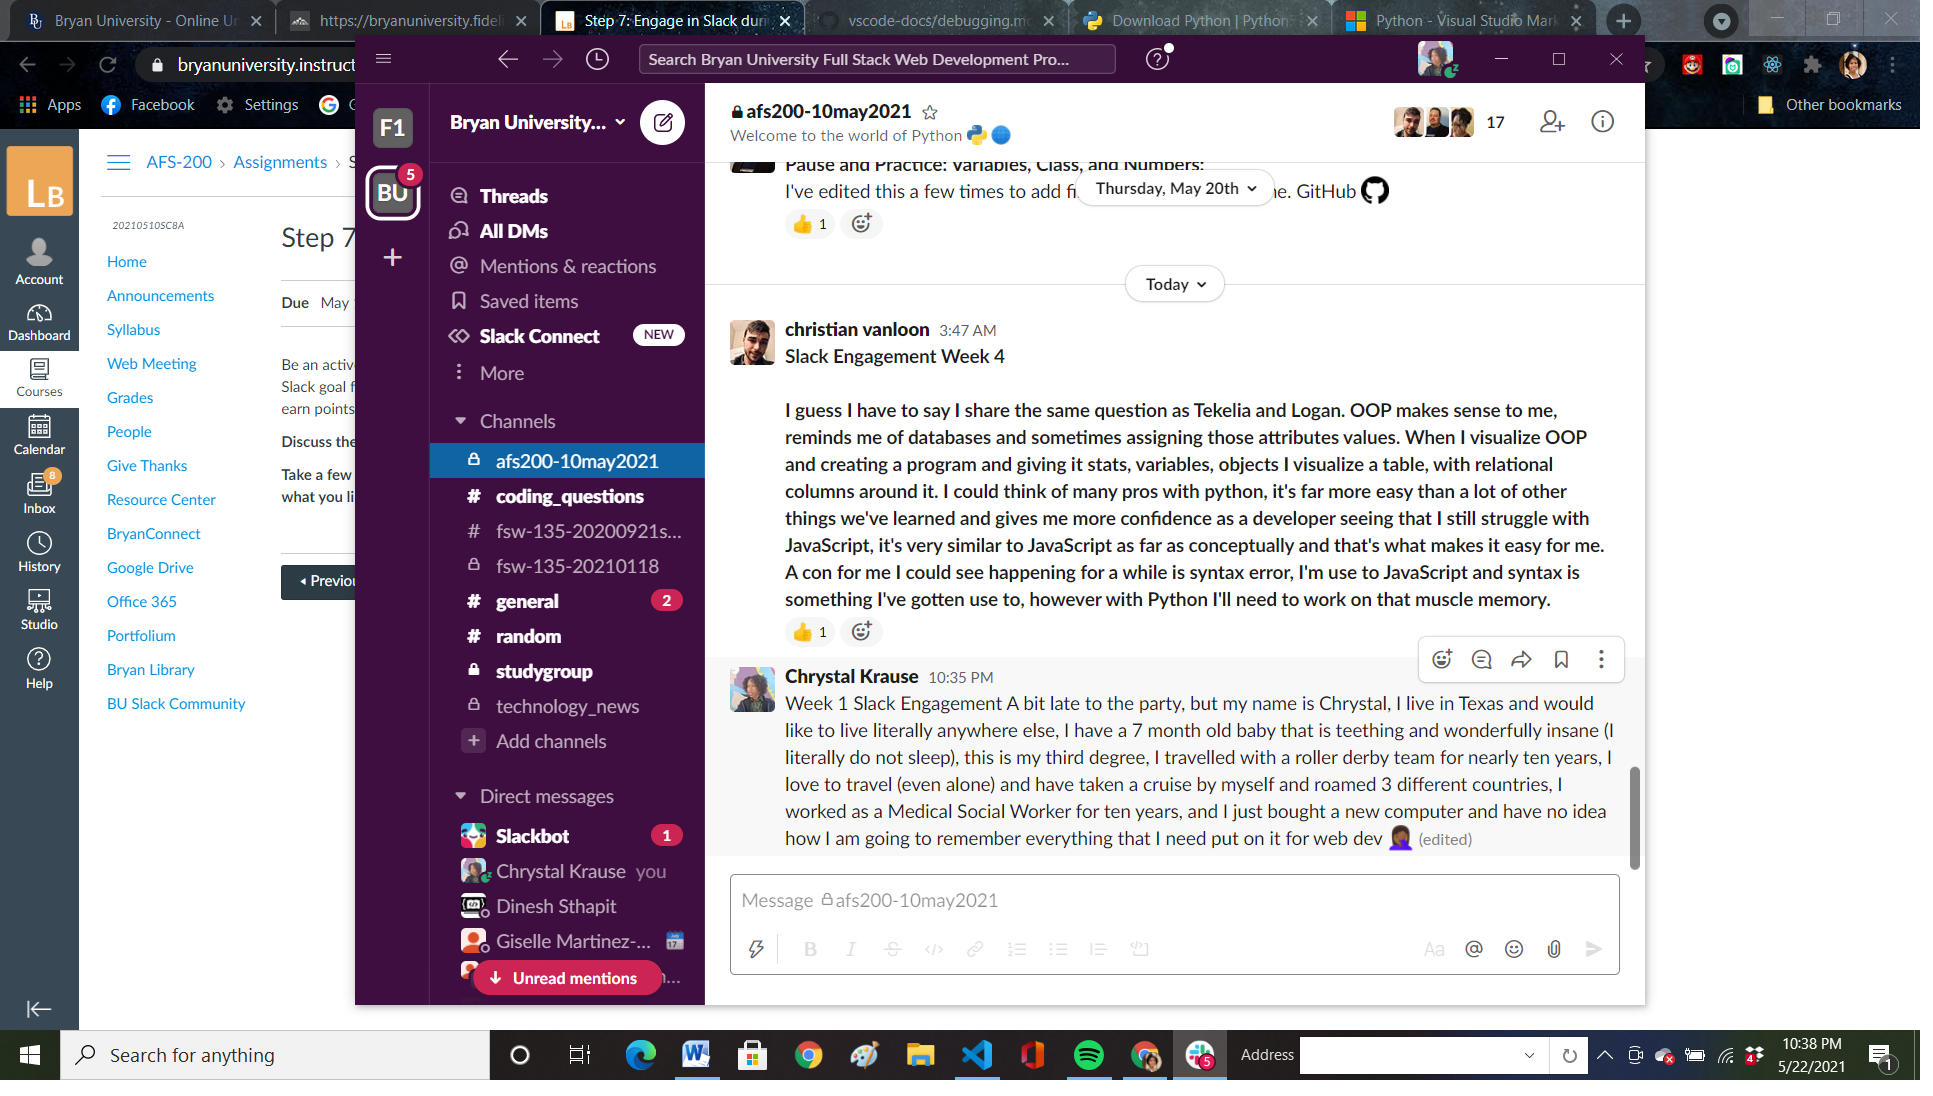 Bryan University - Online Un
https://bryanuniversity.fideli
Step 7: Engage in Slack duri
vscode-docs/debugging.mc
Download Python | Python
Python - Visual Studio Mark
bryanuniversity.instruct
Apps
Facebook
Settings
Other bookmarks
LB
Account
Dashboard
Courses
Calendar
8
Inbox
History
Studio
Help
AFS-200 › Assignments › S
20210510SC8A
Home
Announcements
Syllabus
Web Meeting
Grades
People
Give Thanks
Resource Center
BryanConnect
Google Drive
Office 365
Portfolium
Bryan Library
BU Slack Community
Step 7
Due May
Be an activ
Slack goal f
earn points
Discuss the
Take a few
what you li
Previou
Search Bryan University Full Stack Web Development Pro...
F1
BU
5
Bryan University...
Threads
All DMs
Mentions & reactions
Saved items
Slack Connect NEW
More
Channels
afs200-10may2021
# coding_questions
# fsw-135-20200921s...
fsw-135-20210118
# general 2
# random
studygroup
technology_news
+ Add channels
Direct messages
Slackbot 1
Chrystal Krause you
Dinesh Sthapit
Giselle Martinez-...
Unread mentions
afs200-10may2021
Welcome to the world of Python
17
Pause and Practice: Variables, Class, and Numbers:
I've edited this a few times to add fi
Thursday, May 20th
e. GitHub
1
Today
christian vanloon 3:47 AM
Slack Engagement Week 4
I guess I have to say I share the same question as Tekelia and Logan. OOP makes sense to me,
reminds me of databases and sometimes assigning those attributes values. When I visualize OOP
and creating a program and giving it stats, variables, objects I visualize a table, with relational
columns around it. I could think of many pros with python, it's far more easy than a lot of other
things we've learned and gives me more confidence as a developer seeing that I still struggle with
JavaScript, it's very similar to JavaScript as far as conceptually and that's what makes it easy for me.
A con for me I could see happening for a while is syntax error, I'm use to JavaScript and syntax is
something I've gotten use to, however with Python I'll need to work on that muscle memory.
1
Chrystal Krause 10:35 PM
Week 1 Slack Engagement A bit late to the party, but my name is Chrystal, I live in Texas and would
like to live literally anywhere else, I have a 7 month old baby that is teething and wonderfully insane (I
literally do not sleep), this is my third degree, I travelled with a roller derby team for nearly ten years, I
love to travel (even alone) and have taken a cruise by myself and roamed 3 different countries, I
worked as a Medical Social Worker for ten years, and I just bought a new computer and have no idea
how I am going to remember everything that I need put on it for web dev (edited)
Message afs200-10may2021
B I S Aa @
Search for anything
5
Address
4
10:38 PM
5/22/2021
1